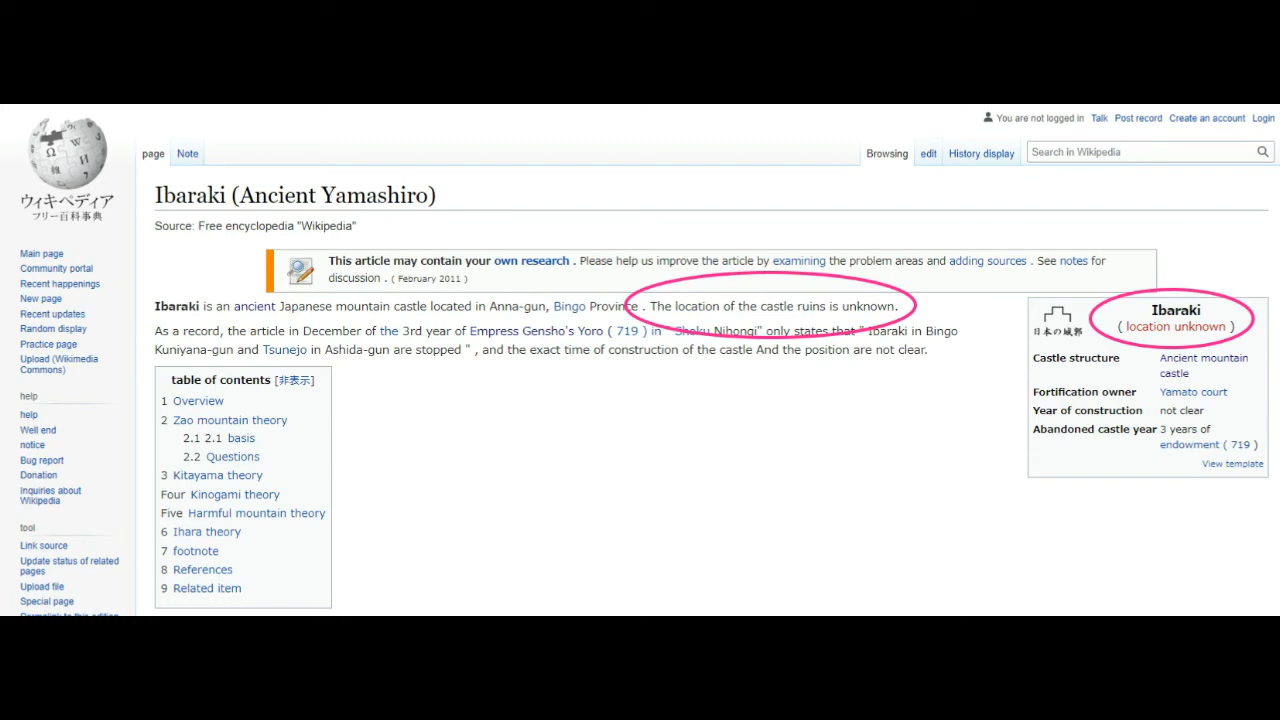 You are not logged in Talk Post record Create an account Login
page Note
Browsing edit History display
Search in Wikipedia
ウィキペディア
フリー百科事典
Ibaraki (Ancient Yamashiro)
Source: Free encyclopedia "Wikipedia"
This article may contain your own research . Please help us improve the article by examining the problem areas and adding sources . See notes for
discussion . ( February 2011 )
Ibaraki is an ancient Japanese mountain castle located in Anna-gun, Bingo Province . The location of the castle ruins is unknown.
As a record, the article in December of the 3rd year of Empress Gensho's Yoro ( 719 ) in " Shoku Nihongi" only states that " Ibaraki in Bingo
Kuniyana-gun and Tsunejo in Ashida-gun are stopped " , and the exact time of construction of the castle And the position are not clear.
table of contents [非表示]
1 Overview
2 Zao mountain theory
2.1 2.1 basis
2.2 Questions
3 Kitayama theory
Four Kinogami theory
Five Harmful mountain theory
6 Ihara theory
7 footnote
8 References
9 Related item
日本の城郭
Ibaraki
( location unknown )
Castle structure Ancient mountain
castle
Fortification owner Yamato court
Year of construction not clear
Abandoned castle year 3 years of
endowment ( 719 )
View template
Main page
Community portal
Recent happenings
New page
Recent updates
Random display
Practice page
Upload (Wikimedia
Commons)
help
help
Well end
notice
Bug report
Donation
Inquiries about
Wikipedia
tool
Link source
Update status of related
pages
Upload file
Special page